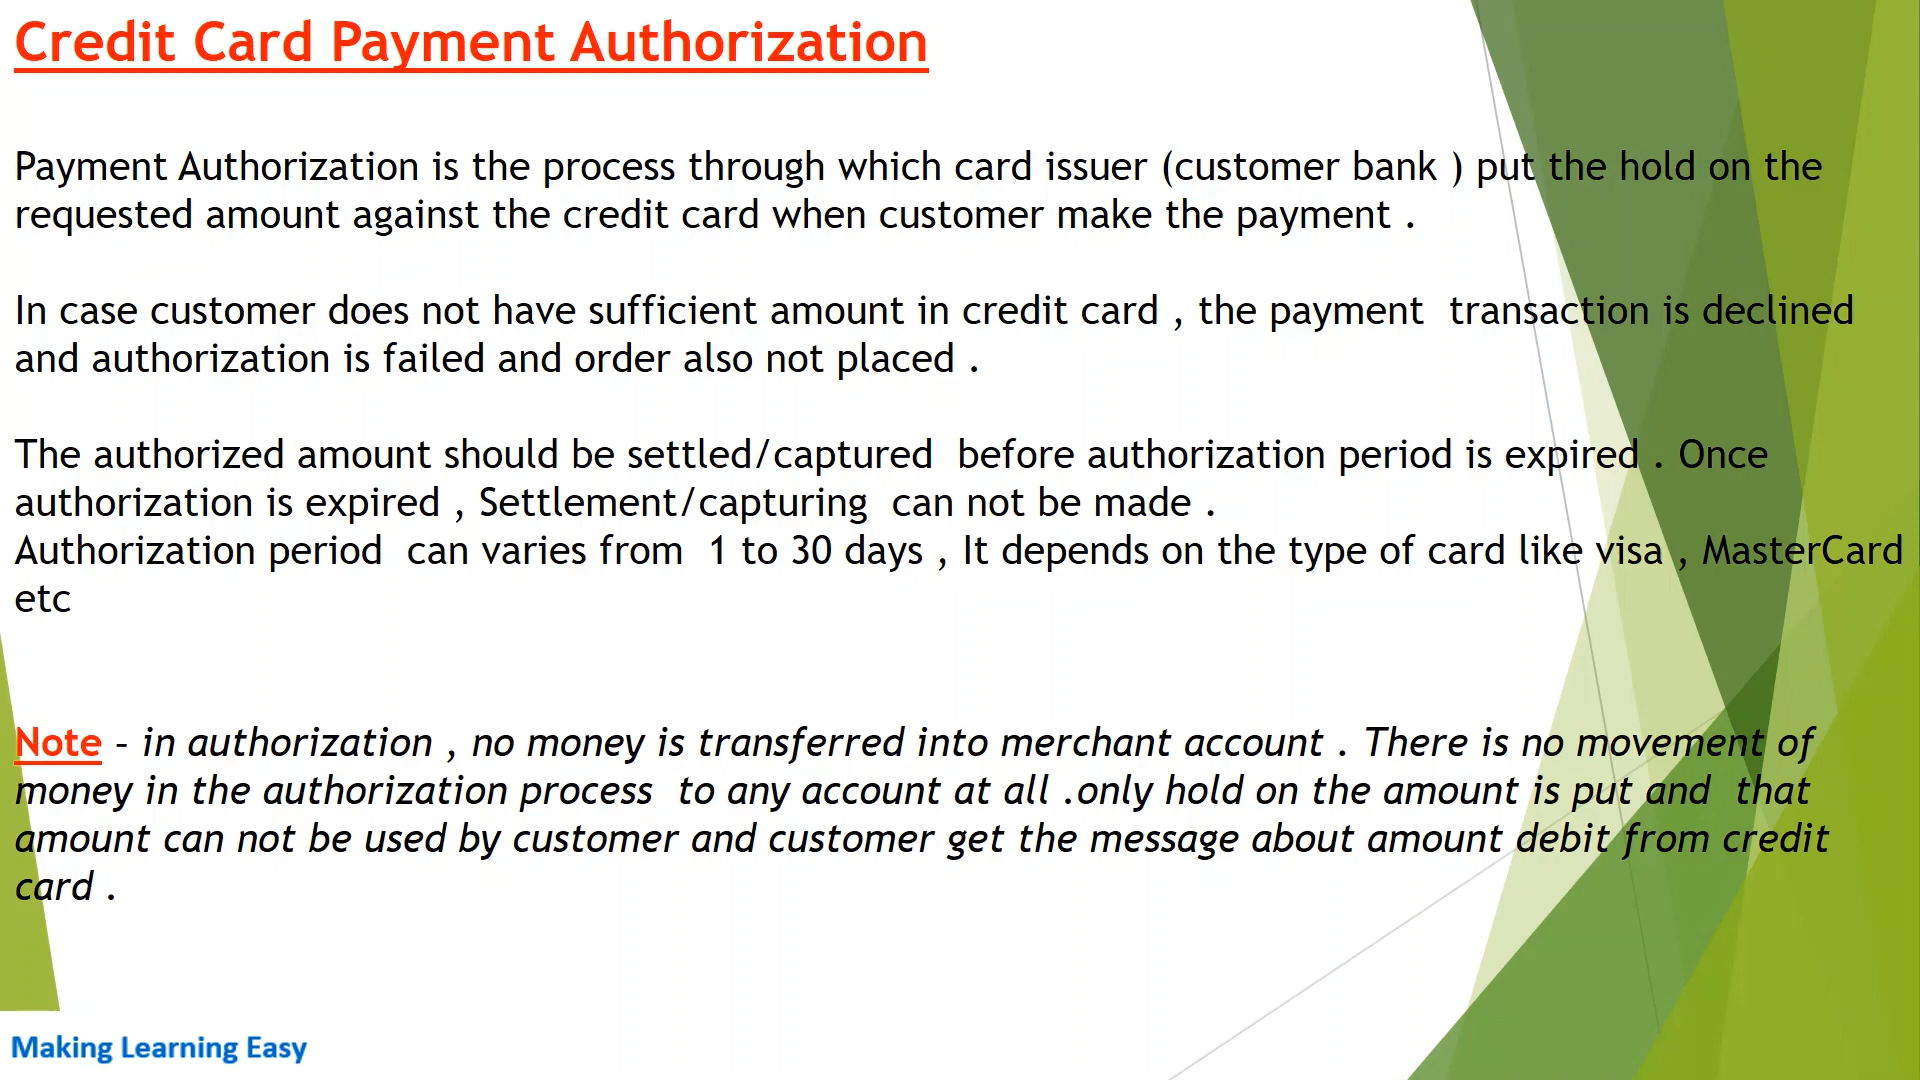 Credit Card Payment Authorization
Payment Authorization is the process through which card issuer (customer bank ) put the hold on the
requested amount against the credit card when customer make the payment .
In case customer does not have sufficient amount in credit card , the payment  transaction is declined
and authorization is failed and order also not placed .
The authorized amount should be settled/captured  before authorization period is expired . Once
authorization is expired , Settlement/capturing  can not be made .
Authorization period  can varies from  1 to 30 days , It depends on the type of card like visa , MasterCard
etc
Note – in authorization , no money is transferred into merchant account . There is no movement of
money in the authorization process  to any account at all .only hold on the amount is put and  that
amount can not be used by customer and customer get the message about amount debit from credit
card .
Making Learning Easy